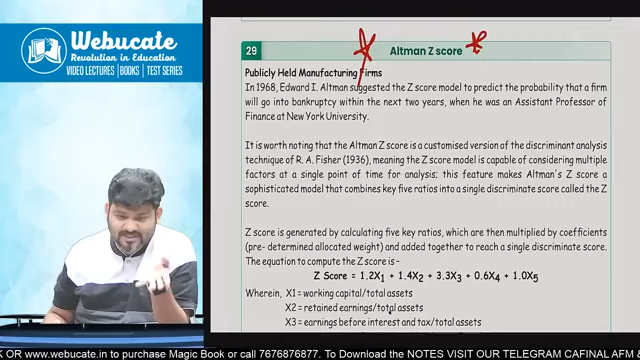 Webucate
Revolution in Education
VIDEO LECTURES | BOOKS | TEST SERIES
29 Altman Z score
Publicly Held Manufacturing Firms
In 1968, Edward I. Altman suggested the Z score model to predict the probability that a firm
will go into bankruptcy within the next two years, when he was an Assistant Professor of
Finance at New York University.
It is worth noting that the Altman Z score is a customised version of the discriminant analysis
technique of R. A. Fisher (1936), meaning the Z score model is capable of considering multiple
factors at a single point of time for analysis; this feature makes Altman's Z score a
sophisticated model that combines key five ratios into a single discriminate score called the Z
score.
Z score is generated by calculating five key ratios, which are then multiplied by coefficients
(pre- determined allocated weight) and added together to reach a single discriminate score.
The equation to compute the Z score is–
Z Score = 1.2X1 + 1.4X2 + 3.3X3 + 0.6X4 + 1.0X5
Wherein, X1 = working capital/total assets
X2 = retained earnings/total assets
X3 = earnings before interest and tax/total assets
K OR www.webucate.in to purchase Magic Book or call 7676876877. To Download the NOTES VISIT OUR TELEGRAM CAFINAL AFM OR